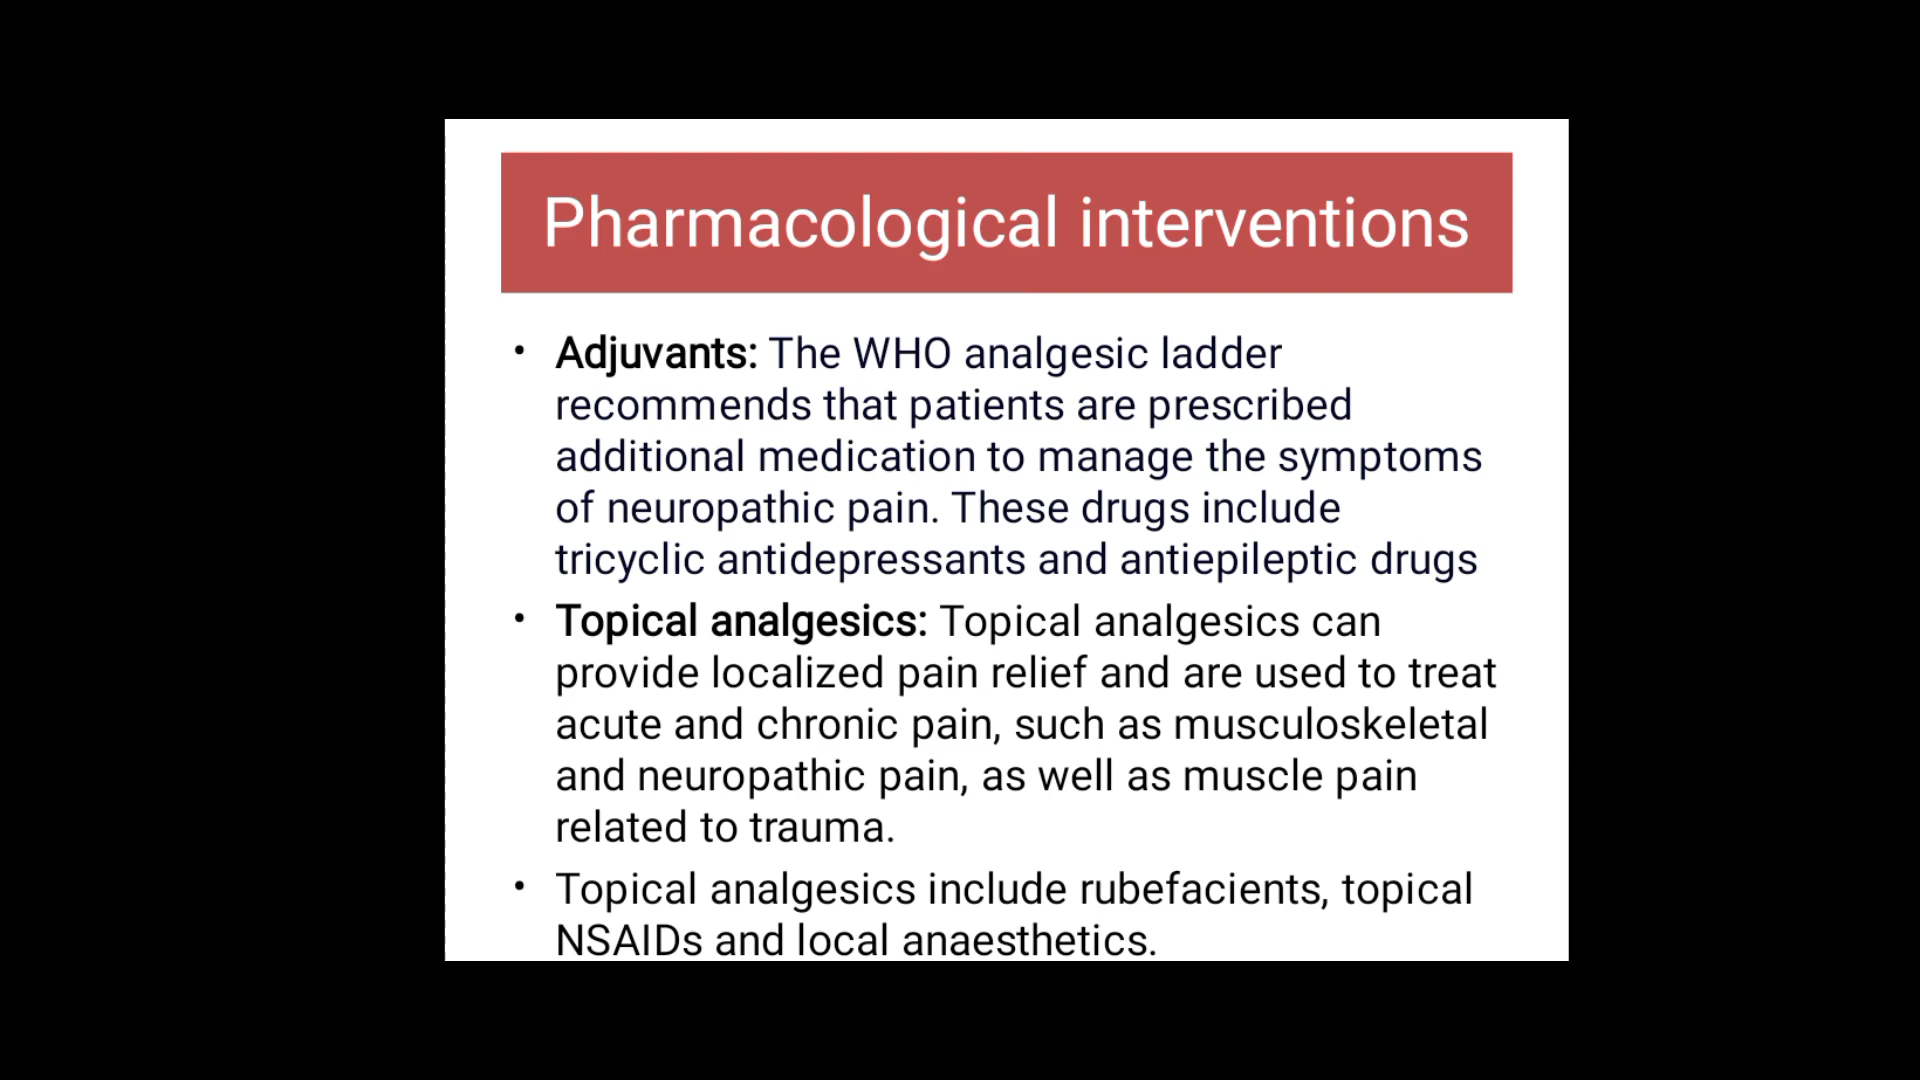 Pharmacological interventions
• Adjuvants: The WHO analgesic ladder
recommends that patients are prescribed
additional medication to manage the symptoms
of neuropathic pain. These drugs include
tricyclic antidepressants and antiepileptic drugs
• Topical analgesics: Topical analgesics can
provide localized pain relief and are used to treat
acute and chronic pain, such as musculoskeletal
and neuropathic pain, as well as muscle pain
related to trauma.
• Topical analgesics include rubefacients, topical
NSAIDs and local anaesthetics.